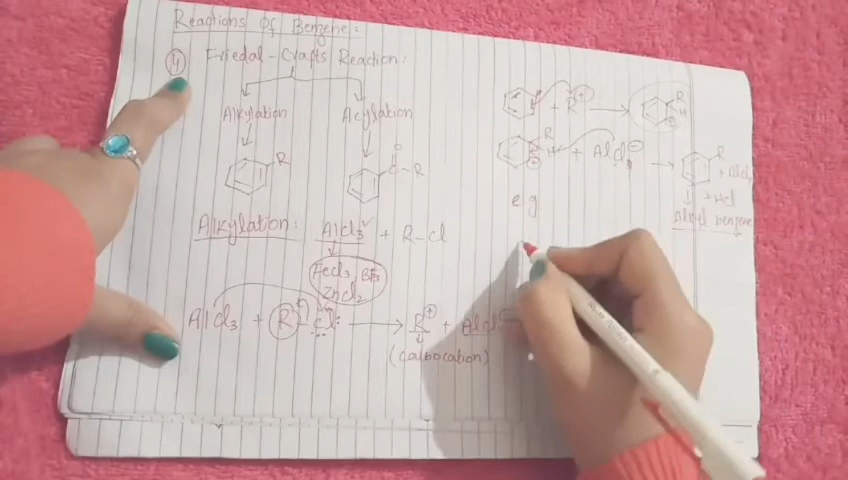 Reactions Of Benzene:
4 Friedal-Crafts Reaction:
Alkylation Acylation
R
O
C-R
Alkylation: AlCl3 + R-Cl
FeCl3, BF3
ZnCl2
AlCl3 + R-Cl: → R+ + AlCl
(Carbocation)
+ R+ → R H
R H + AlCl4- → R + AlCl3
+ HCl
Alkyl benzene
e.g